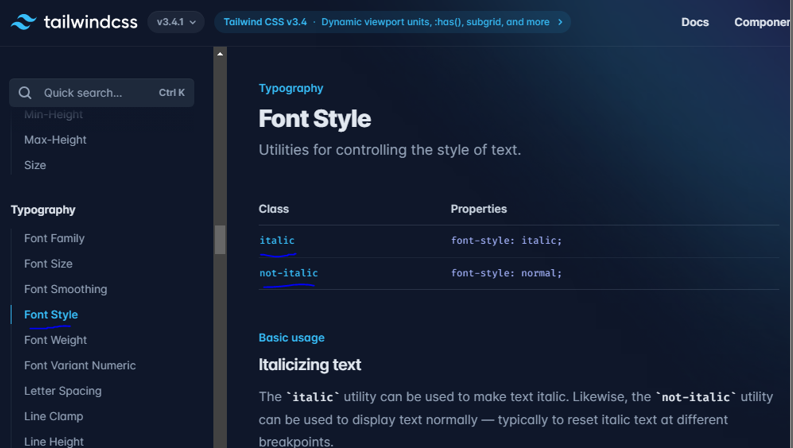 tailwindcss v3.4.1 Tailwind CSS v3.4 · Dynamic viewport units, :has(), subgrid, and more Docs Componen
Quick search... Ctrl K
Min-Height
Max-Height
Size
Typography
Font Family
Font Size
Font Smoothing
Font Style
Font Weight
Font Variant Numeric
Letter Spacing
Line Clamp
Line Height
Typography
Font Style
Utilities for controlling the style of text.
Class Properties
italic font-style: italic;
not-italic font-style: normal;
Basic usage
Italicizing text
The `italic` utility can be used to make text italic. Likewise, the `not-italic` utility
can be used to display text normally — typically to reset italic text at different
breakpoints.